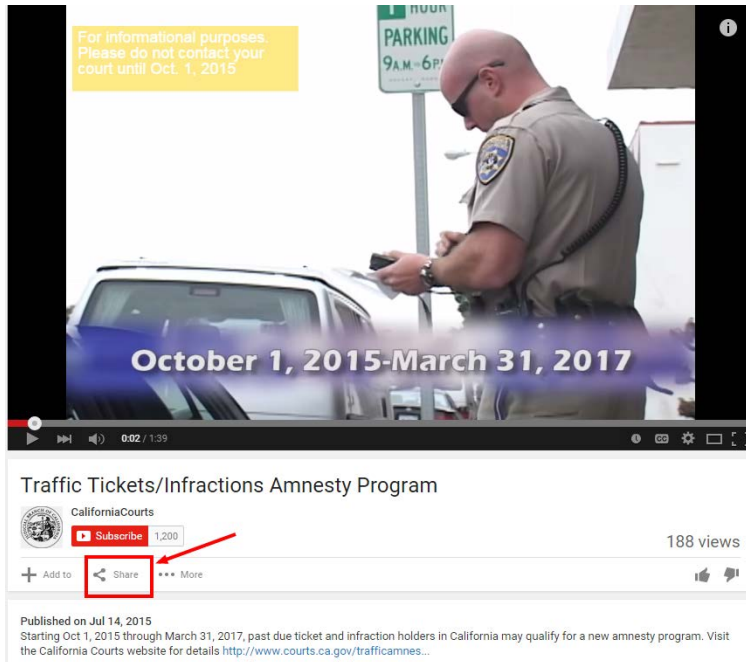 For informational purposes.
Please do not contact your
court until Oct. 1, 2015
1 HOUR
PARKING
9A.M.-6P.M
October 1, 2015-March 31, 2017
0:02 / 1:39
CC
Traffic Tickets/Infractions Amnesty Program
CaliforniaCourts
Subscribe 1,200
188 views
Add to Share More
Published on Jul 14, 2015
Starting Oct 1, 2015 through March 31, 2017, past due ticket and infraction holders in California may qualify for a new amnesty program. Visit
the California Courts website for details http://www.courts.ca.gov/trafficamnes...